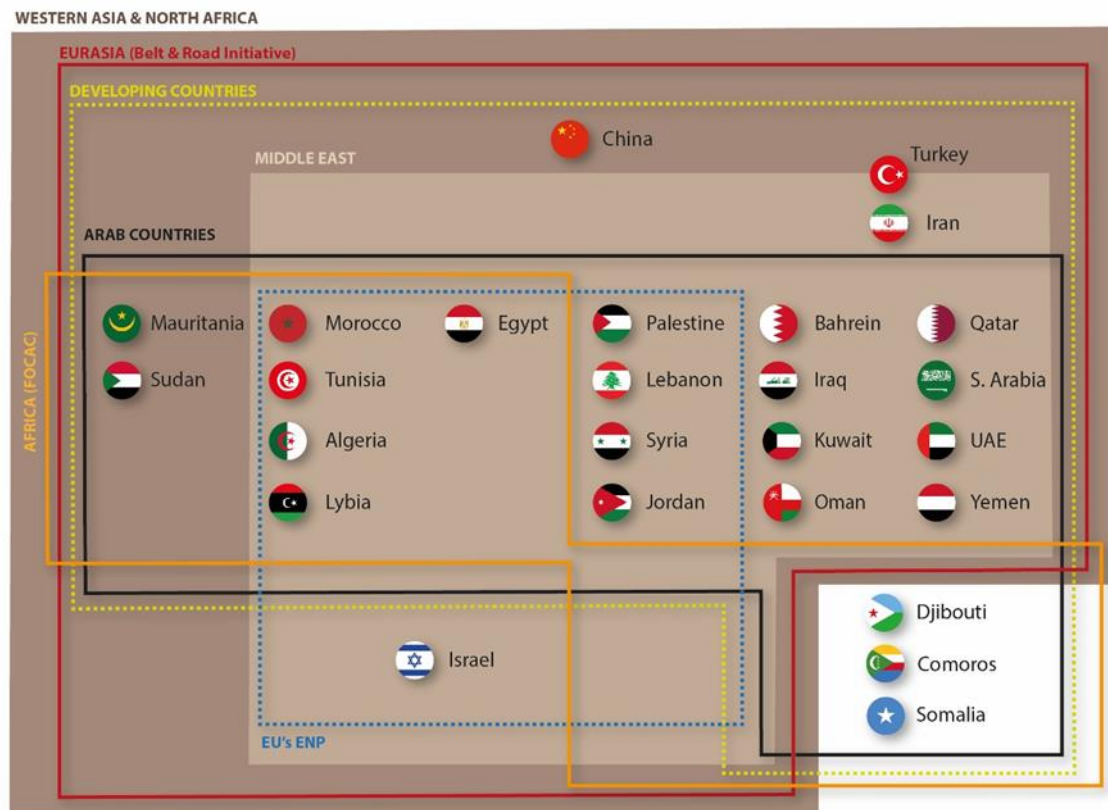 WESTERN ASIA & NORTH AFRICA
EURASIA (Belt & Road Initiative)
DEVELOPING COUNTRIES
China
MIDDLE EAST
Turkey
Iran
ARAB COUNTRIES
AFRICA (FOCAC)
Mauritania
Morocco
Egypt
Palestine
Bahrein
Qatar
Sudan
Tunisia
Lebanon
Iraq
S. Arabia
Algeria
Syria
Kuwait
UAE
Lybia
Jordan
Oman
Yemen
Djibouti
Israel
Comoros
Somalia
EU's ENP